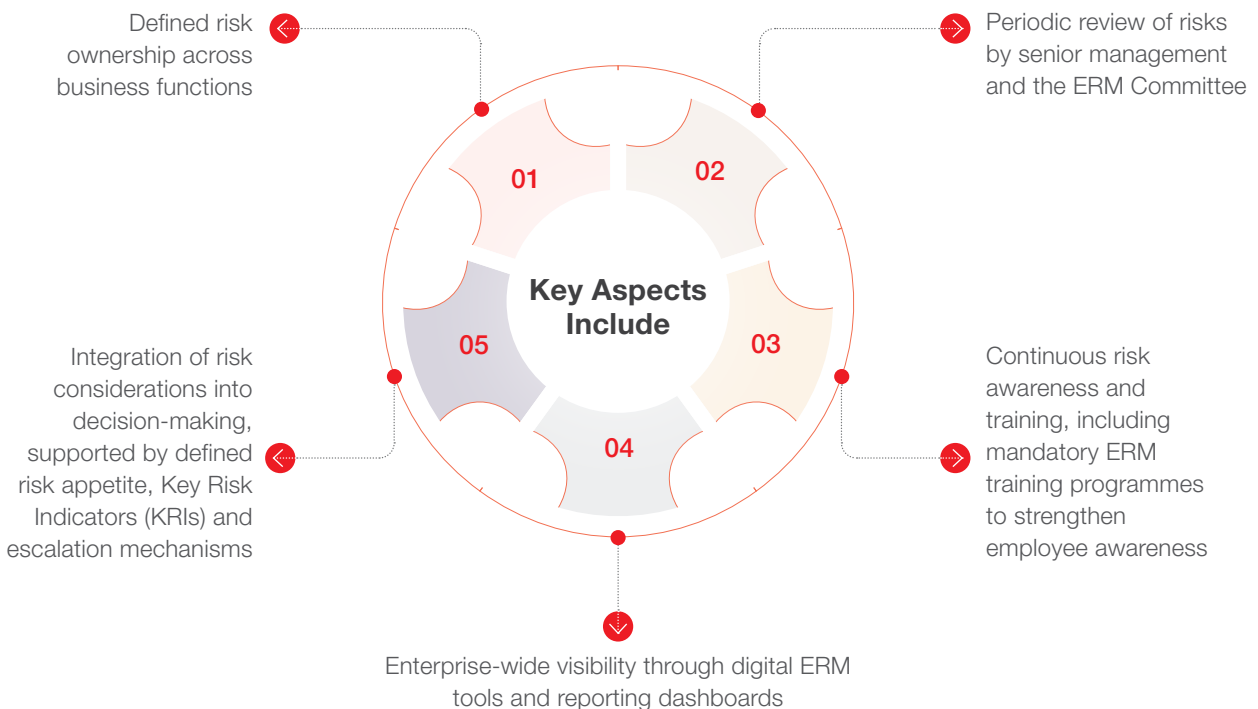 Defined risk
ownership across
business functions
Periodic review of risks
by senior management
and the ERM Committee
01
02
Key Aspects
Include
05
03
04
Integration of risk
considerations into
decision-making,
supported by defined
risk appetite, Key Risk
Indicators (KRIs) and
escalation mechanisms
Continuous risk
awareness and
training, including
mandatory ERM
training programmes
to strengthen
employee awareness
Enterprise-wide visibility through digital ERM
tools and reporting dashboards